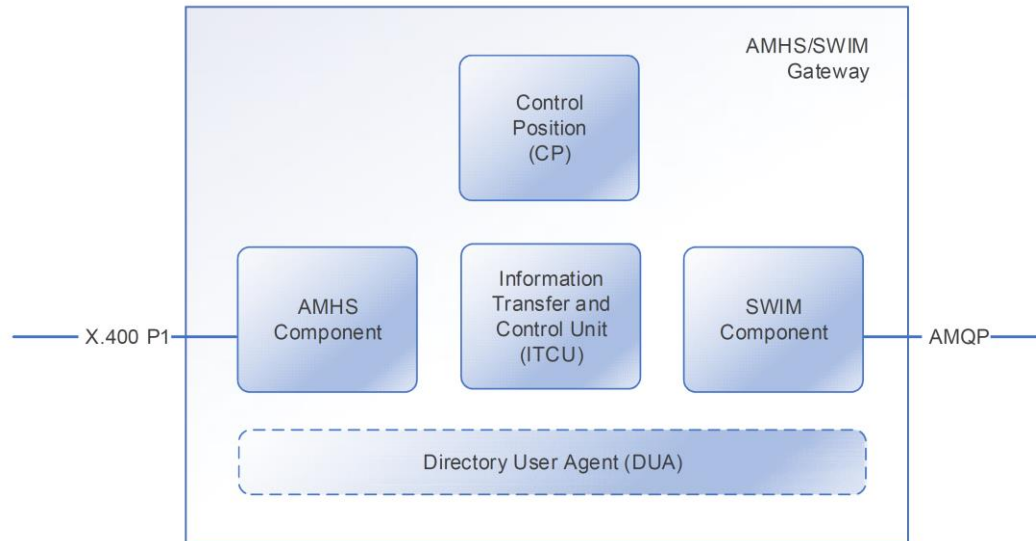 AMHS/SWIM
Gateway
Control
Position
(CP)
AMHS
Component
Information
Transfer and
Control Unit
(ITCU)
SWIM
Component
X.400 P1
AMQP
Directory User Agent (DUA)